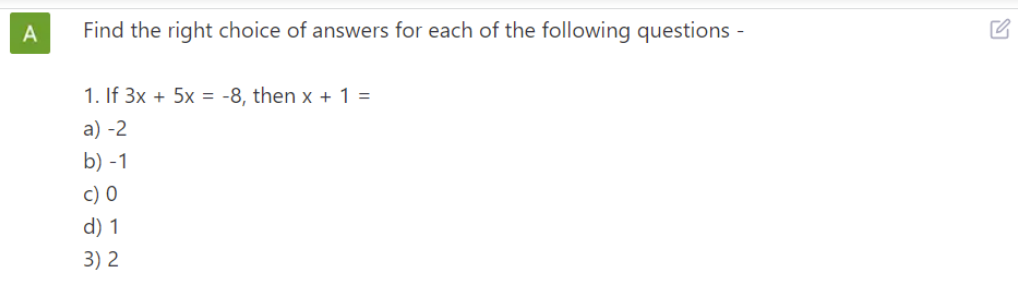 A
Find the right choice of answers for each of the following questions -
1. If 3x + 5x = -8, then x + 1 =
a) -2
b) -1
c) 0
d) 1
3) 2